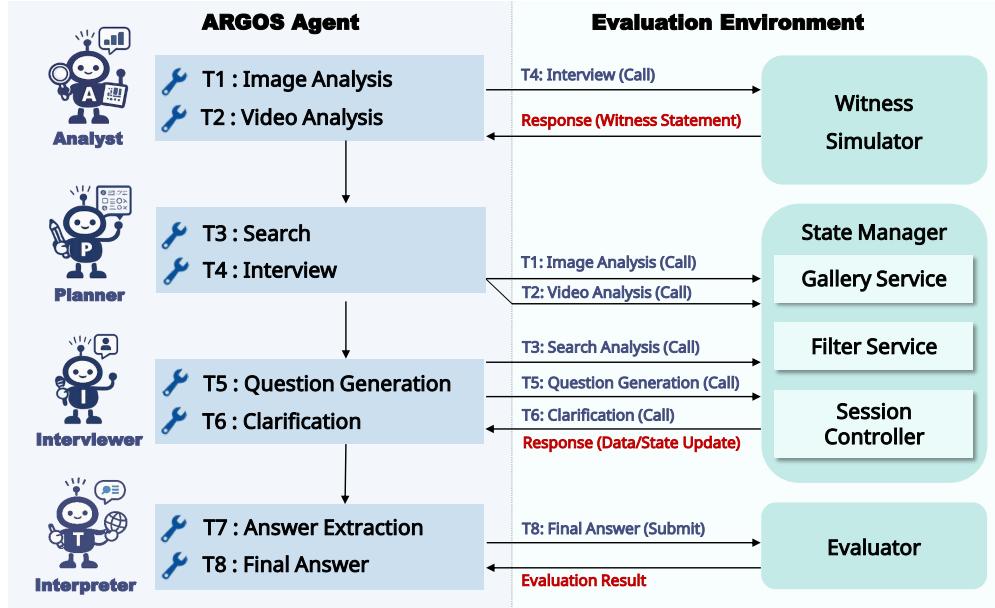 ARGOS Agent
Evaluation Environment
A
Analyst
T1 : Image Analysis
T2 : Video Analysis
T4: Interview (Call)
Response (Witness Statement)
Witness
Simulator
P
Planner
T3 : Search
T4 : Interview
T1: Image Analysis (Call)
T2: Video Analysis (Call)
State Manager
Gallery Service
Filter Service
Session
Controller
I
Interviewer
T5 : Question Generation
T6 : Clarification
T3: Search Analysis (Call)
T5: Question Generation (Call)
T6: Clarification (Call)
Response (Data/State Update)
T
Interpreter
T7 : Answer Extraction
T8 : Final Answer
T8: Final Answer (Submit)
Evaluation Result
Evaluator